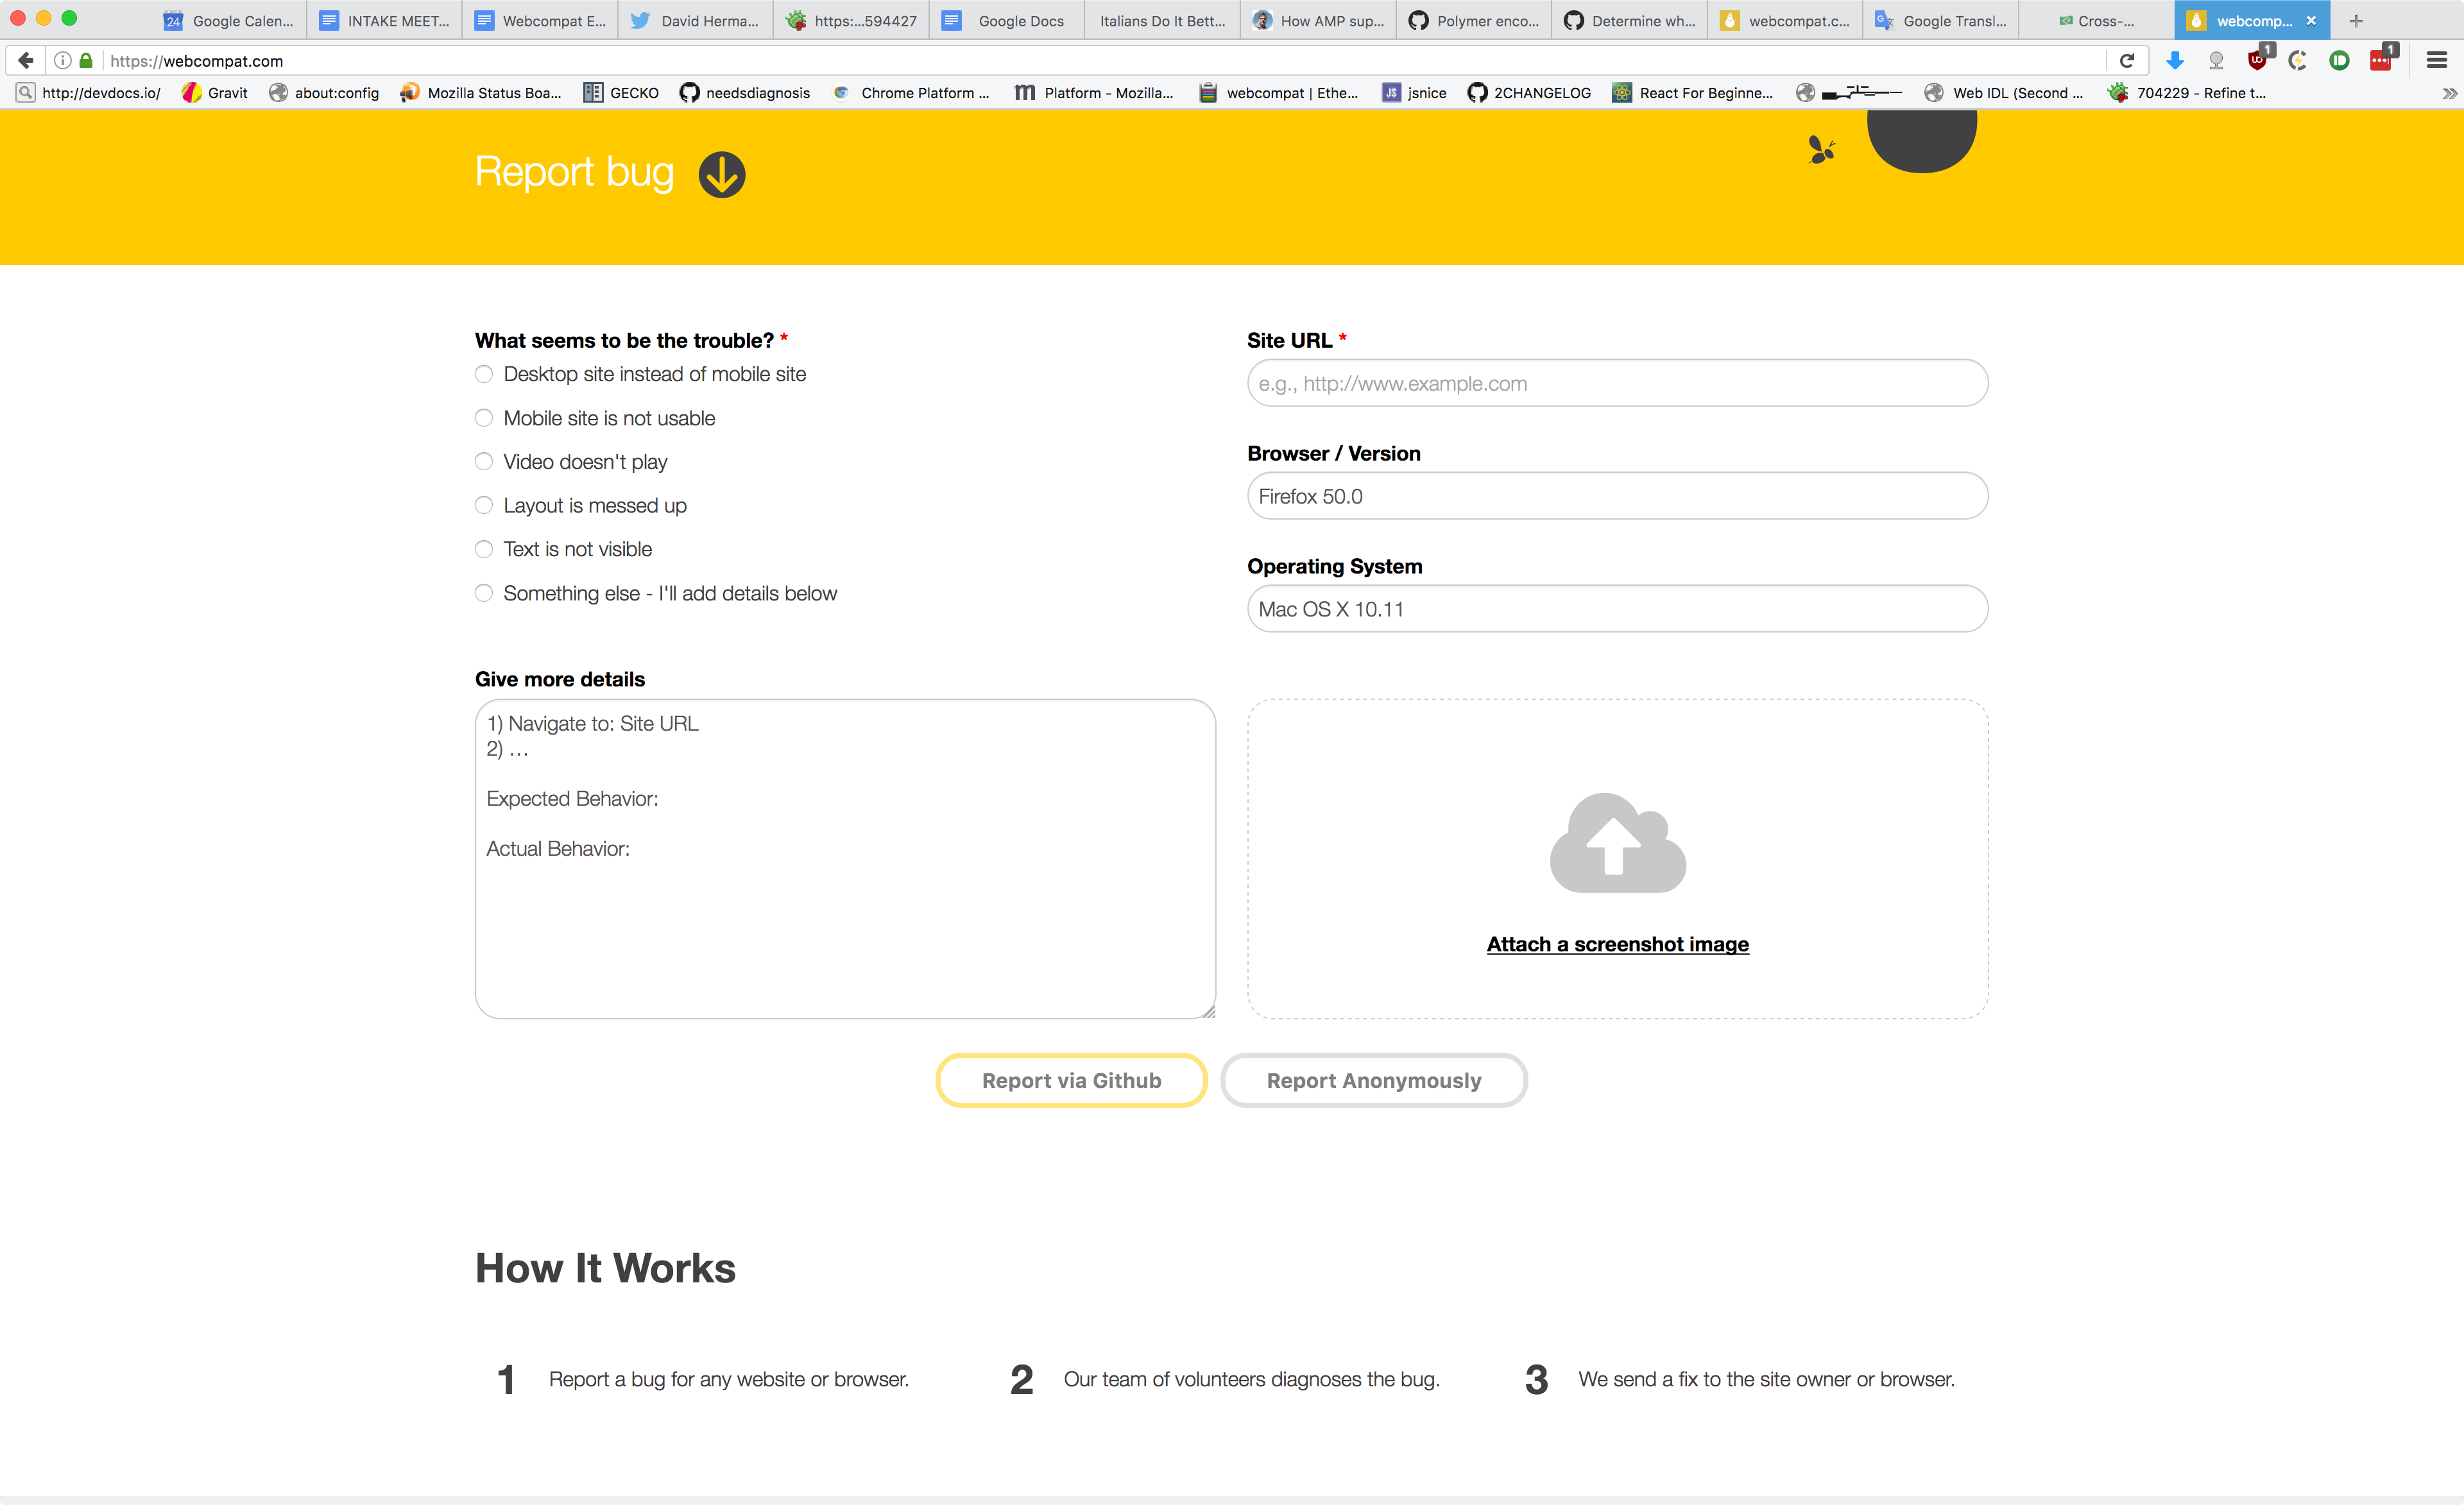 24 Google Calen...
INTAKE MEET...
Webcompat E...
David Herma...
https:...594427
Google Docs
Italians Do It Bett...
How AMP sup...
Polymer enco...
Determine wh...
webcompat.c...
Google Transl...
Cross-...
webcomp...
https://webcompat.com
1
1
http://devdocs.io/
Gravit
about:config
Mozilla Status Boa...
GECKO
needsdiagnosis
Chrome Platform ...
m Platform - Mozilla...
webcompat | Ethe...
JS jsnice
2CHANGELOG
React For Beginne...
Web IDL (Second ...
704229 - Refine t...
Report bug
What seems to be the trouble? *
Desktop site instead of mobile site
Mobile site is not usable
Video doesn't play
Layout is messed up
Text is not visible
Something else - I'll add details below
Site URL *
e.g., http://www.example.com
Browser / Version
Firefox 50.0
Operating System
Mac OS X 10.11
Give more details
1) Navigate to: Site URL
2) …
Expected Behavior:
Actual Behavior:
Attach a screenshot image
Report via Github
Report Anonymously
How It Works
1 Report a bug for any website or browser.
2 Our team of volunteers diagnoses the bug.
3 We send a fix to the site owner or browser.